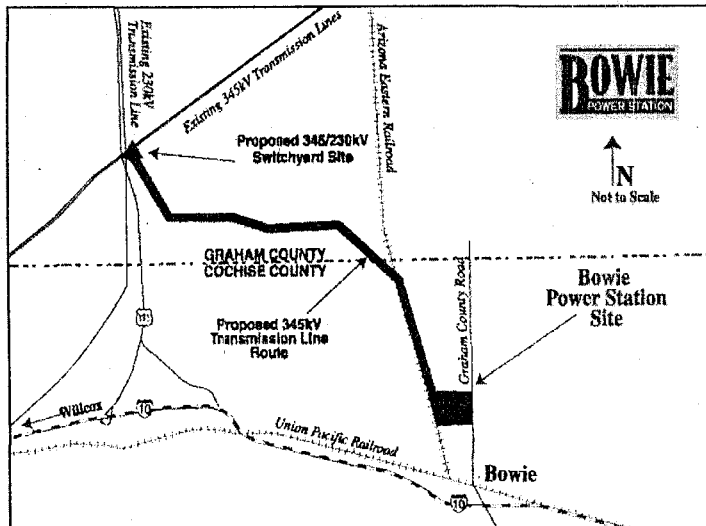 Existing 230kV
Transmission
Line
Existing 345kV Transmission Lines
Arizona Eastern Railroad
BOWIE
POWER STATION
Proposed 345/230kV
Switchyard Site
N
Not to Scale
GRAHAM COUNTY
COCHISE COUNTY
Graham County Road
Bowie
Power Station
Site
Proposed 345kV
Transmission Line
Route
191
Willcox
10
Union Pacific Railroad
Bowie
10